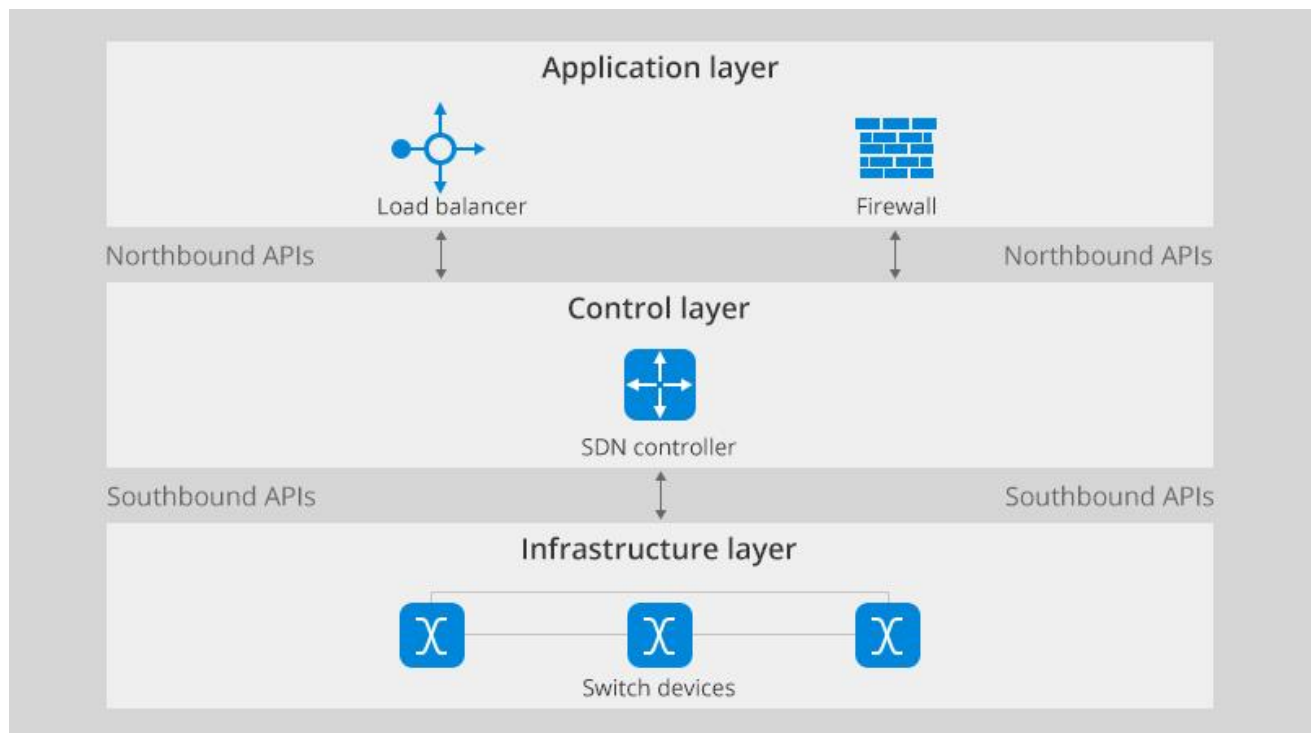 Application layer
Load balancer
Firewall
Northbound APIs
Northbound APIs
Control layer
SDN controller
Southbound APIs
Southbound APIs
Infrastructure layer
Switch devices